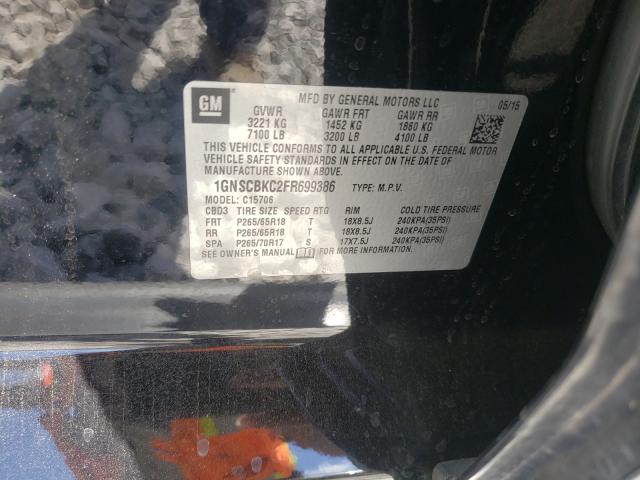 GM
MFD BY GENERAL MOTORS LLC 05/15
GVWR GAWR FRT GAWR RR
3221 KG 1452 KG 1860 KG
7100 LB 3200 LB 4100 LB
THIS VEHICLE CONFORMS TO ALL APPLICABLE U.S. FEDERAL MOTOR
VEHICLE SAFETY STANDARDS IN EFFECT ON THE DATE OF
MANUFACTURE SHOWN ABOVE.
1GNSCBKC2FR699386 TYPE: M.P.V.
MODEL: C15706
CBD3 TIRE SIZE SPEED RTG RIM COLD TIRE PRESSURE
FRT P265/65R18 T 18X8.5J 240KPA(35PSI)
RR P265/65R18 T 18X8.5J 240KPA(35PSI)
SPA P265/70R17 S 17X7.5J 240KPA(35PSI)
SEE OWNER'S MANUAL FOR MORE INFORMATION.